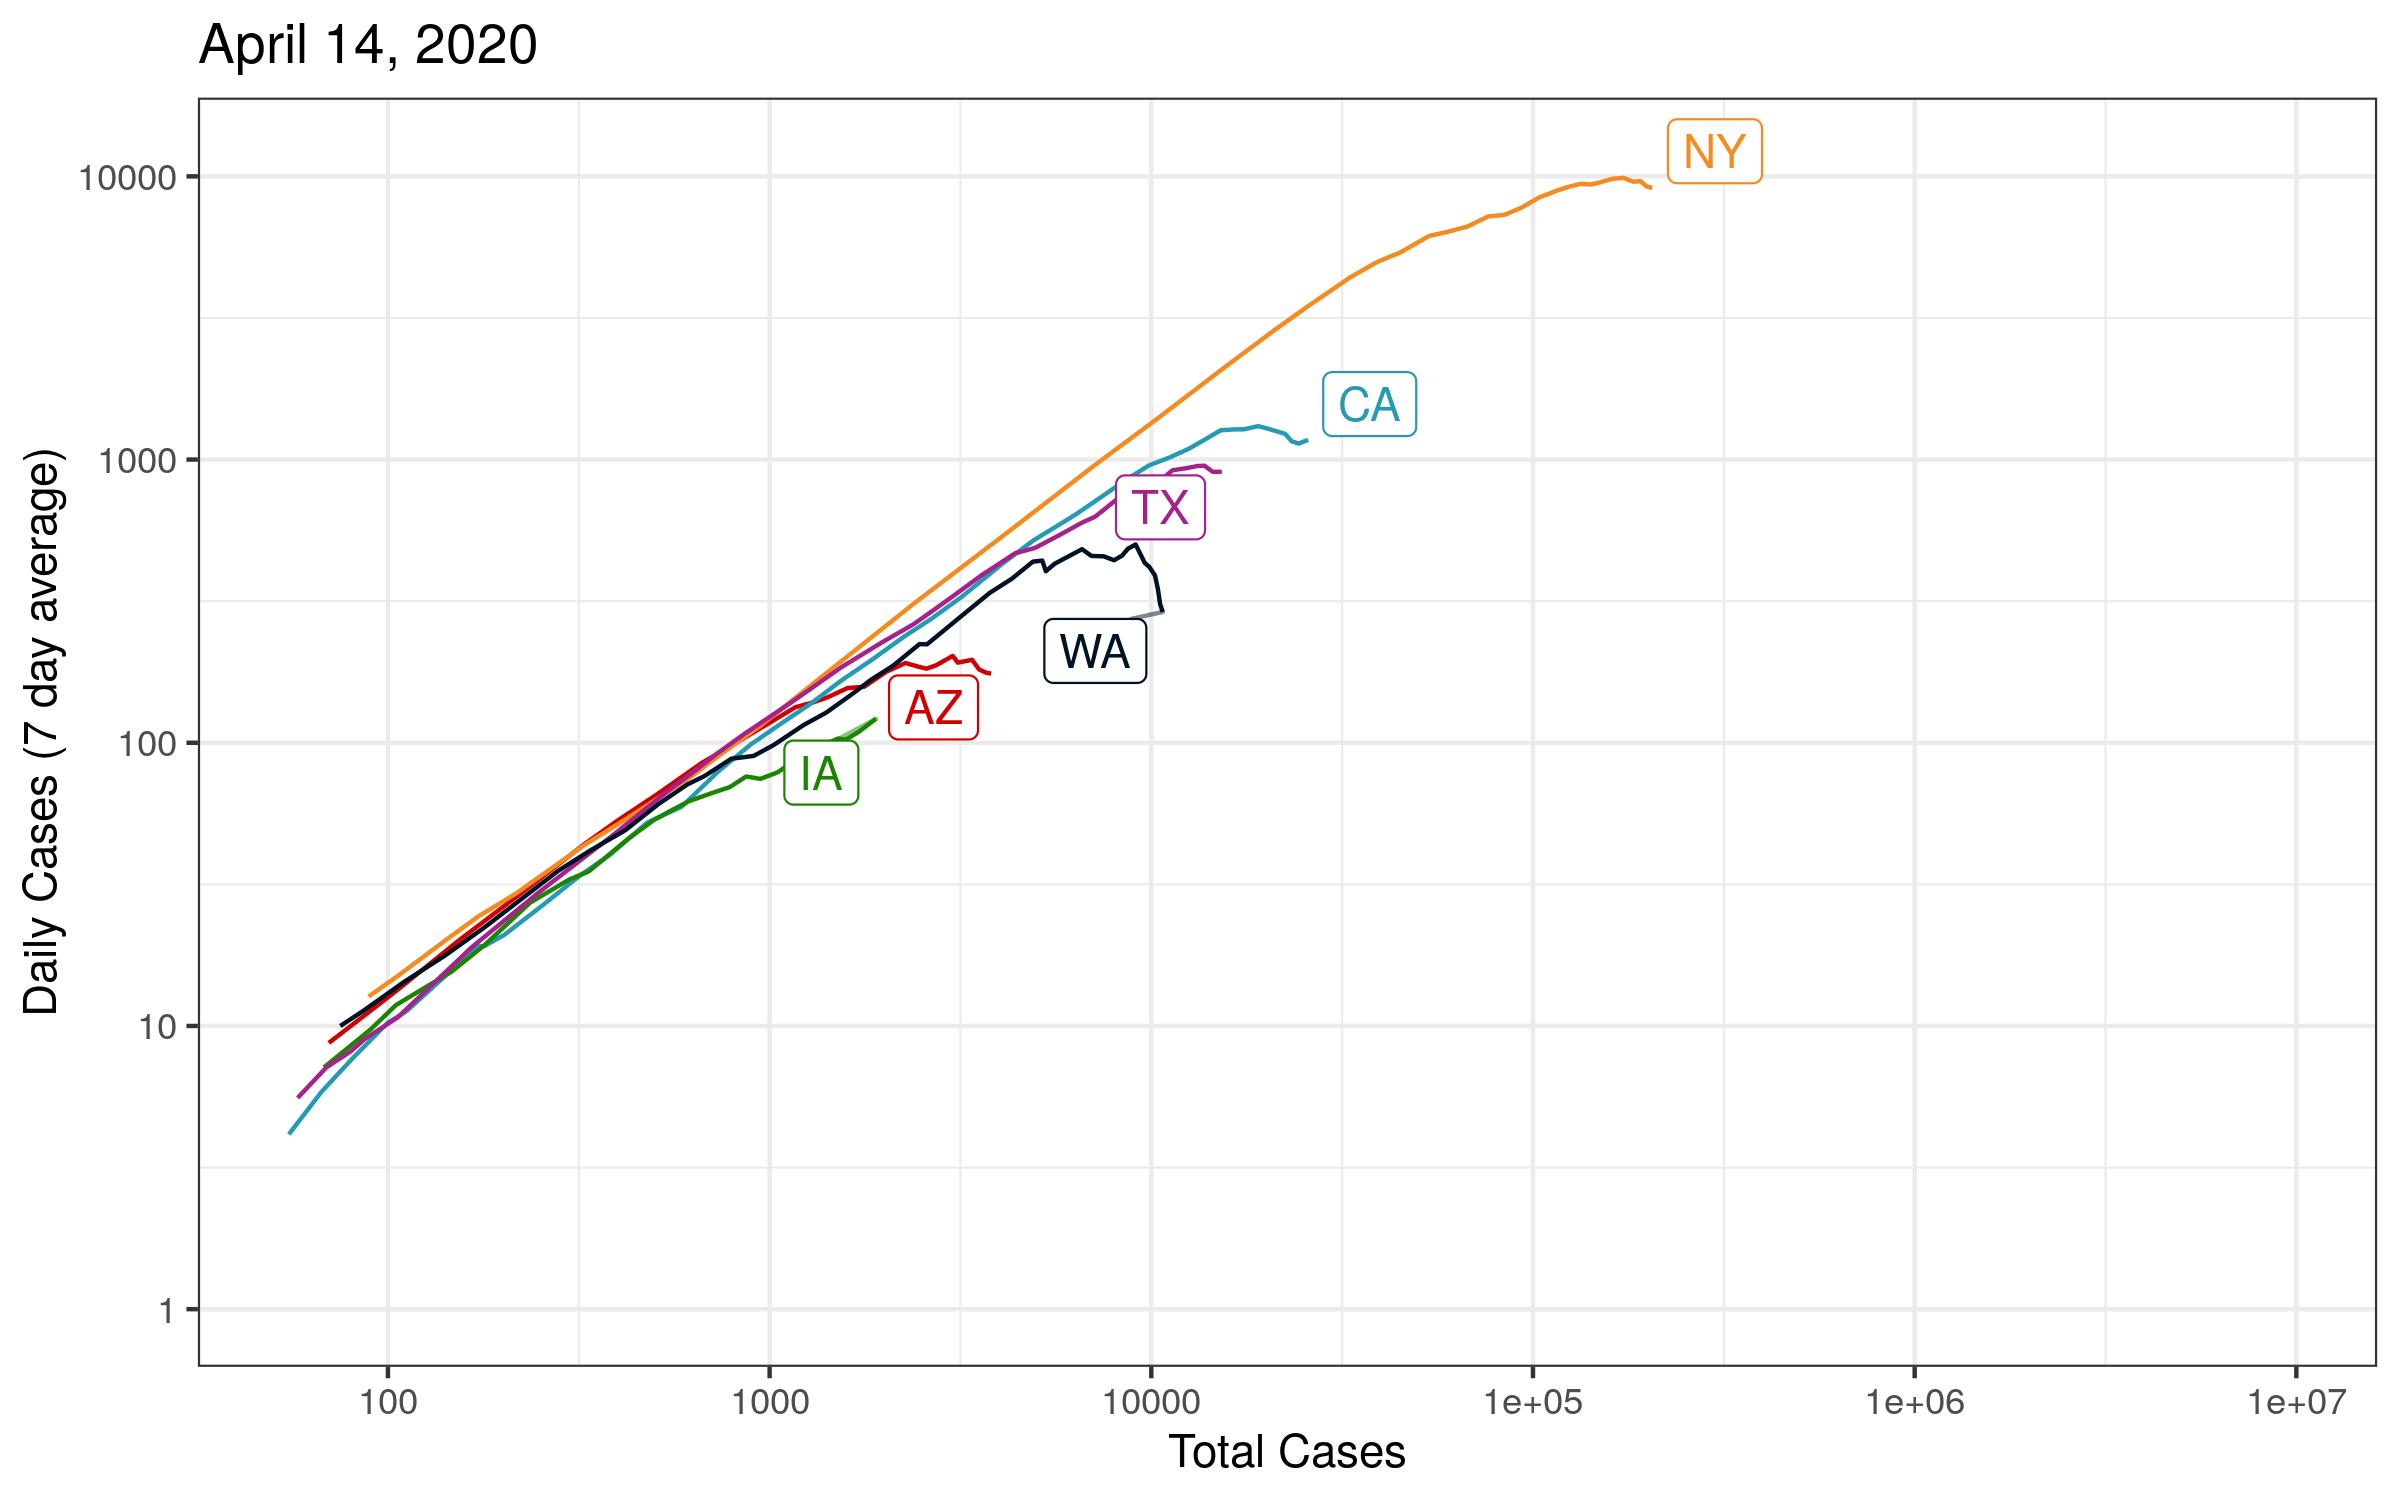 April 14, 2020
Daily Cases (7 day average)
10000
1000
100
10
1
NY
CA
TX
WA
AZ
IA
100 1000 10000 1e+05 1e+06 1e+07
Total Cases